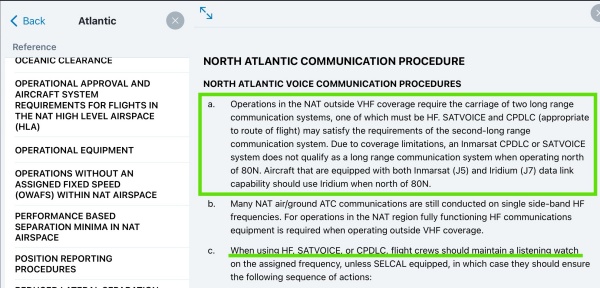 Back
Atlantic
Reference
OCEANIC CLEARANCE
OPERATIONAL APPROVAL AND
AIRCRAFT SYSTEM
REQUIREMENTS FOR FLIGHTS IN
THE NAT HIGH LEVEL AIRSPACE
(HLA)
OPERATIONAL EQUIPMENT
OPERATIONS WITHOUT AN
ASSIGNED FIXED SPEED
(OWAFS) WITHIN NAT AIRSPACE
PERFORMANCE BASED
SEPARATION MINIMA IN NAT
AIRSPACE
POSITION REPORTING
PROCEDURES
REDUCED LATERAL SEPARATION
NORTH ATLANTIC COMMUNICATION PROCEDURE
NORTH ATLANTIC VOICE COMMUNICATION PROCEDURES
a. Operations in the NAT outside VHF coverage require the carriage of two long range
communication systems, one of which must be HF. SATVOICE and CPDLC (appropriate
to route of flight) may satisfy the requirements of the second-long range
communication system. Due to coverage limitations, an Inmarsat CPDLC or SATVOICE
system does not qualify as a long range communication system when operating north
of 80N. Aircraft that are equipped with both Inmarsat (J5) and Iridium (J7) data link
capability should use Iridium when north of 80N.
b. Many NAT air/ground ATC communications are still conducted on single side-band HF
frequencies. For operations in the NAT region fully functioning HF communications
equipment is required when operating outside VHF coverage.
c. When using HF, SATVOICE, or CPDLC, flight crews should maintain a listening watch
on the assigned frequency, unless SELCAL equipped, in which case they should ensure
the following sequence of actions: